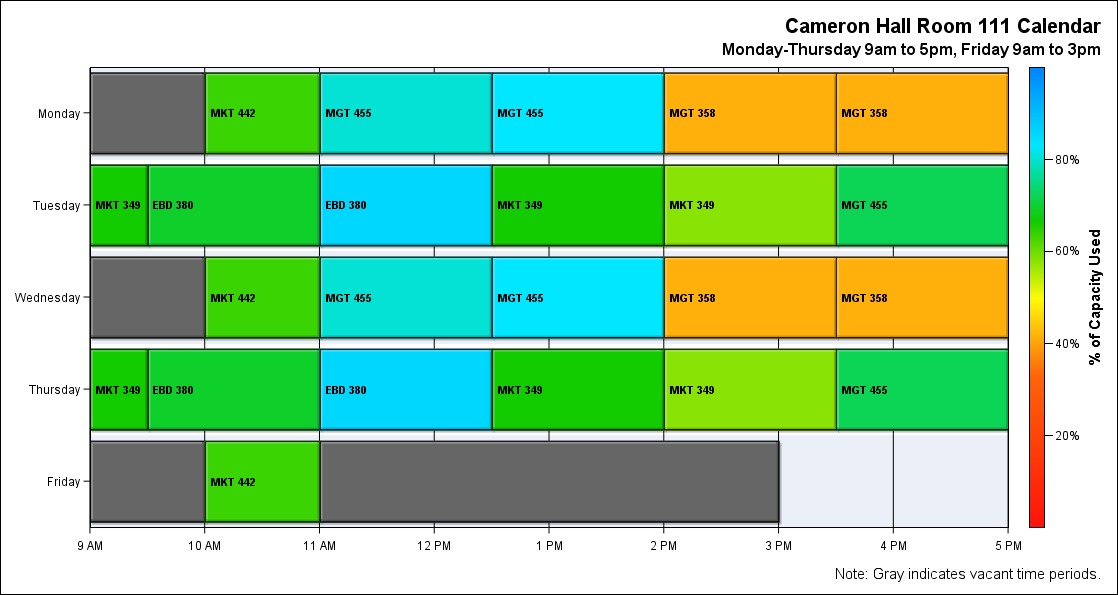 Cameron Hall Room 111 Calendar
Monday-Thursday 9am to 5pm, Friday 9am to 3pm
Monday
MKT 442
MGT 455
MGT 455
MGT 358
MGT 358
Tuesday
MKT 349
EBD 380
EBD 380
MKT 349
MKT 349
MGT 455
Wednesday
MKT 442
MGT 455
MGT 455
MGT 358
MGT 358
Thursday
MKT 349
EBD 380
EBD 380
MKT 349
MKT 349
MGT 455
Friday
MKT 442
9 AM
10 AM
11 AM
12 PM
1 PM
2 PM
3 PM
4 PM
5 PM
80%
60%
40%
20%
% of Capacity Used
Note: Gray indicates vacant time periods.